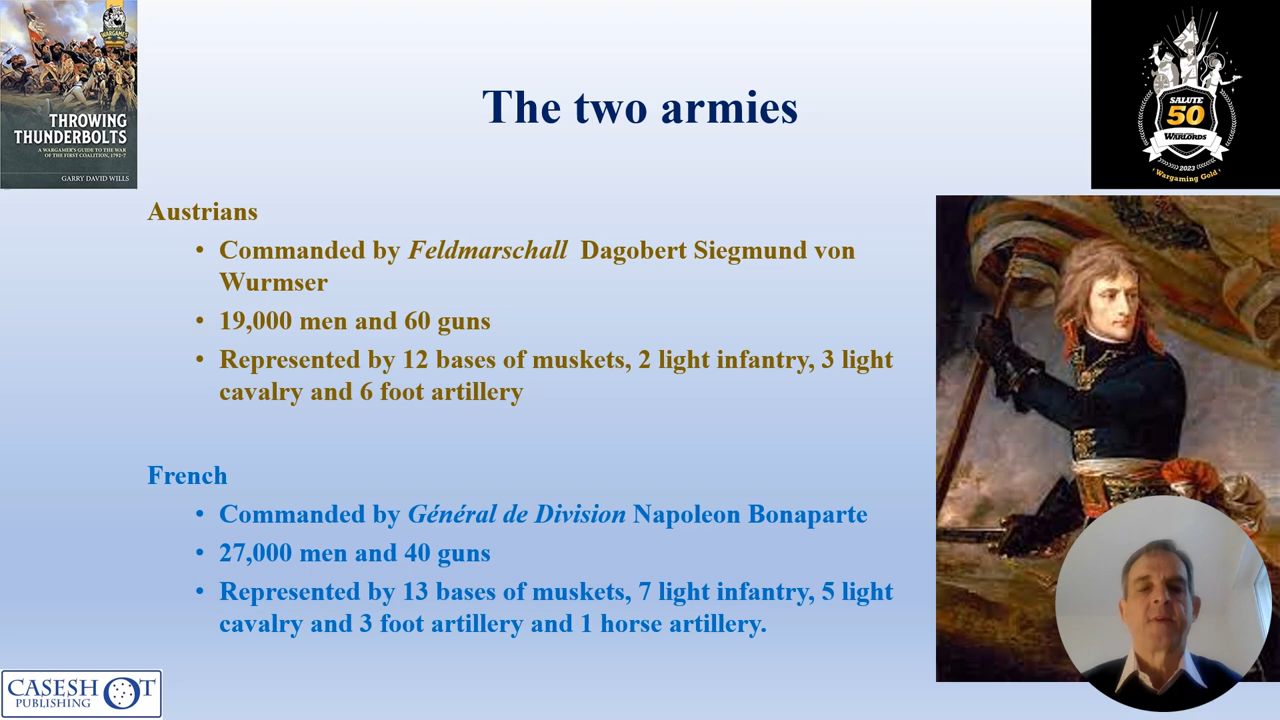 THROWING
THUNDERBOLTS
A WARGAMER'S GUIDE TO THE WAR
OF THE FIRST COALITION, 1792-7
GARRY DAVID WILLS
The two armies
SALUTE
50
WARLORDS
2023
Wargaming Gold
Austrians
• Commanded by Feldmarschall Dagobert Siegmund von
Wurmser
• 19,000 men and 60 guns
• Represented by 12 bases of muskets, 2 light infantry, 3 light
cavalry and 6 foot artillery
French
• Commanded by Général de Division Napoleon Bonaparte
• 27,000 men and 40 guns
• Represented by 13 bases of muskets, 7 light infantry, 5 light
cavalry and 3 foot artillery and 1 horse artillery.
CASESHOT
PUBLISHING